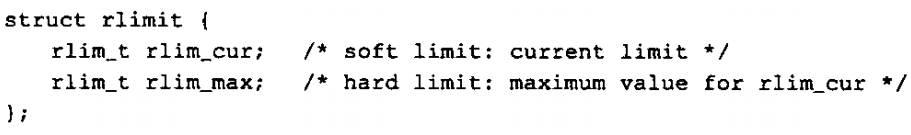 struct rlimit {
rlim_t rlim_cur; /* soft limit: current limit */
rlim_t rlim_max; /* hard limit: maximum value for rlim_cur */
};